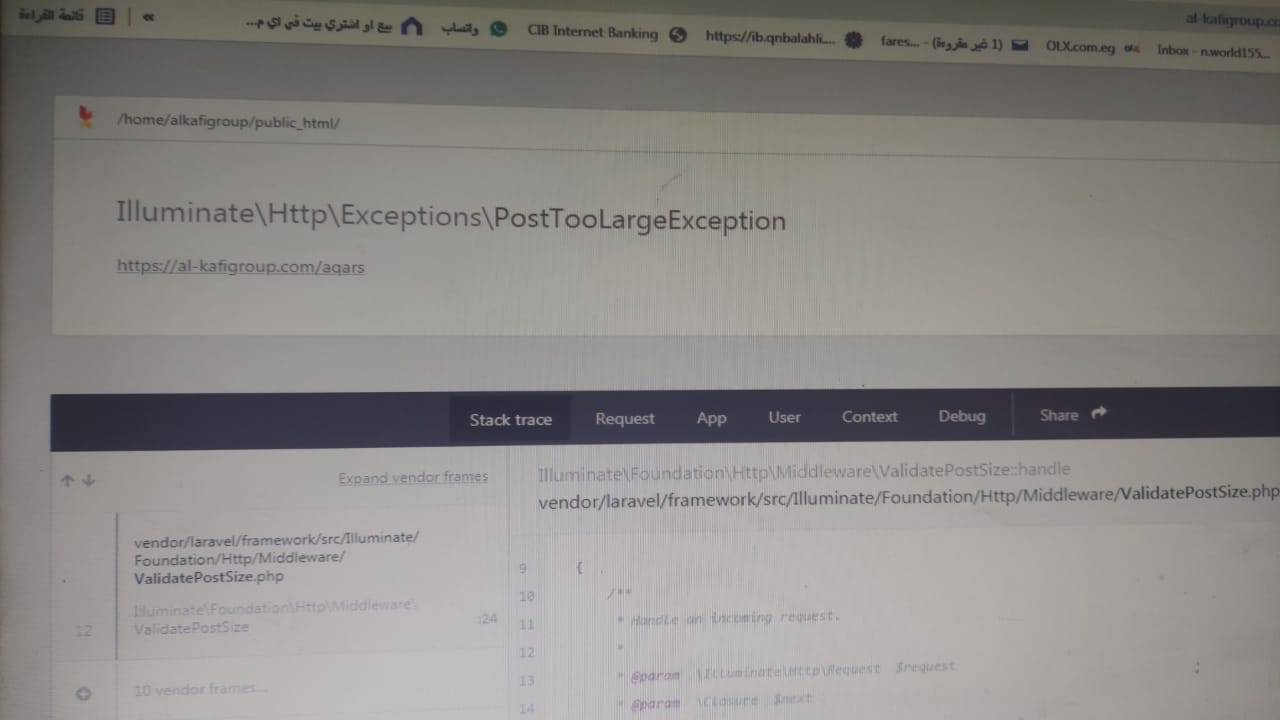 al-kafigroup.co
قائمة القراءة
»
بيع او اشتري بيت في اي م...
واتساب
CIB Internet Banking
https://ib.qnbalahli....
(1 غير مقروءة) - fares...
OLX.com.eg
Inbox - n.world155...
/home/alkafigroup/public_html/
Illuminate\Http\Exceptions\PostTooLargeException
https://al-kafigroup.com/aqars
Stack trace Request App User Context Debug Share
Expand vendor frames
vendor/laravel/framework/src/Illuminate/
Foundation/Http/Middleware/
ValidatePostSize.php
Illuminate\Foundation\Http\Middleware\
ValidatePostSize
:24
12
10 vendor frames...
Illuminate\Foundation\Http\Middleware\ValidatePostSize::handle
vendor/laravel/framework/src/Illuminate/Foundation/Http/Middleware/ValidatePostSize.php
9 {
10 /**
11 * Handle an incoming request.
12 *
13 * @param \Illuminate\Http\Request $request
14 * @param \Closure $next